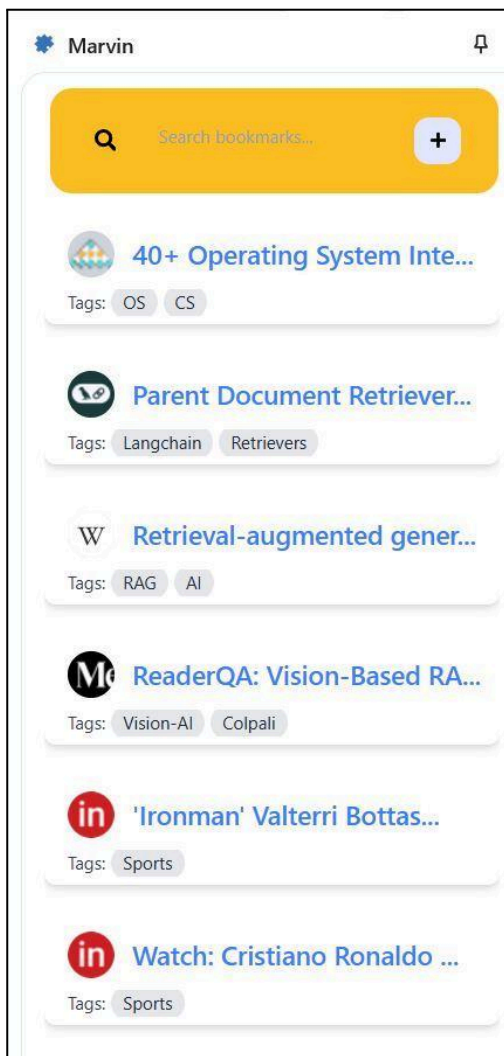 Marvin
Search bookmarks...
+
40+ Operating System Inte...
Tags: OS CS
Parent Document Retriever...
Tags: Langchain Retrievers
W Retrieval-augmented gener...
Tags: RAG AI
Me ReaderQA: Vision-Based RA...
Tags: Vision-AI Colpali
in 'Ironman' Valterri Bottas...
Tags: Sports
in Watch: Cristiano Ronaldo ...
Tags: Sports